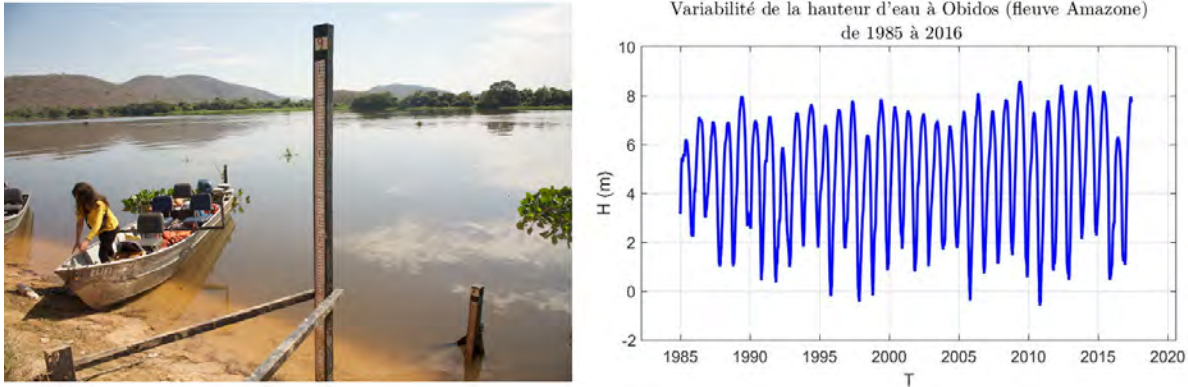 9
Variabilité de la hauteur d'eau à Obidos (fleuve Amazone)
de 1985 à 2016
H (m)
10
8
6
4
2
0
-2
1985 1990 1995 2000 2005 2010 2015 2020
T